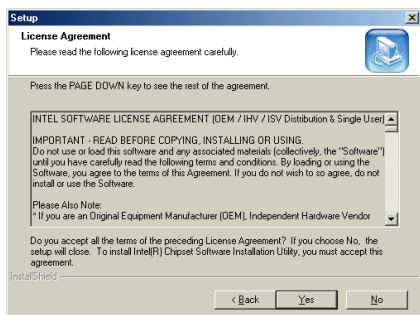 Setup
License Agreement
Please read the following license agreement carefully.
Press the PAGE DOWN key to see the rest of the agreement.
INTEL SOFTWARE LICENSE AGREEMENT (OEM / IHV / ISV Distribution & Single User)
IMPORTANT - READ BEFORE COPYING, INSTALLING OR USING.
Do not use or load this software and any associated materials (collectively, the "Software")
until you have carefully read the following terms and conditions. By loading or using the
Software, you agree to the terms of this Agreement. If you do not wish to so agree, do not
install or use the Software.
Please Also Note:
* If you are an Original Equipment Manufacturer (OEM), Independent Hardware Vendor
Do you accept all the terms of the preceding License Agreement? If you choose No, the
setup will close. To install Intel(R) Chipset Software Installation Utility, you must accept this
agreement.
InstallShield
< Back
Yes
No